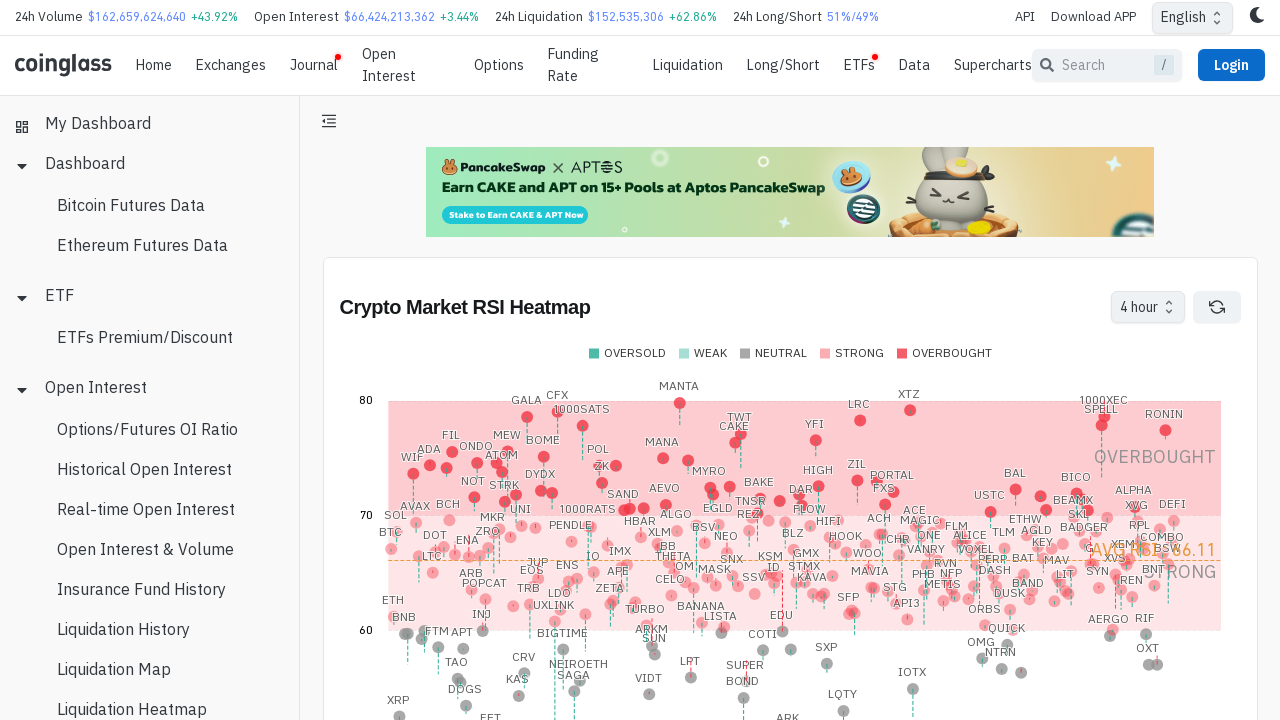 24h Volume $162,659,624,640 +43.92% Open Interest $66,424,213,362 +3.44% 24h Liquidation $152,535,306 +62.86% 24h Long/Short 51%/49% API Download APP English
coinglass Home Exchanges Journal Open Interest Options Funding Rate Liquidation Long/Short ETFs Data Supercharts Search / Login
My Dashboard
Dashboard
Bitcoin Futures Data
Ethereum Futures Data
ETF
ETFs Premium/Discount
Open Interest
Options/Futures OI Ratio
Historical Open Interest
Real-time Open Interest
Open Interest & Volume
Insurance Fund History
Liquidation History
Liquidation Map
Liquidation Heatmap
PancakeSwap × APTOS
Earn CAKE and APT on 15+ Pools at Aptos PancakeSwap
Stake to Earn CAKE & APT Now
Crypto Market RSI Heatmap 4 hour
OVERSOLD WEAK NEUTRAL STRONG OVERBOUGHT
80
70
60
OVERBOUGHT
STRONG
MANTA
CFX
XTZ
GALA
1000SATS
LRC
1000XEC
SPELL
RONIN
TWT
CAKE
YFI
FIL
MEW
BOME
MANA
WIF
ADA
ONDO
ATOM
POL
ZK
MYRO
HIGH
ZIL
PORTAL
FXS
BAL
BICO
NOT
STRK
DYDX
SAND
AEVO
BAKE
DAR
USTC
ALPHA
AVAX
BCH
UNI
1000RATS
EGLD
TNSR
REZ
FLOW
ACE
BEAMX
SKL
XVG
DEFI
SOL
MKR
PENDLE
HBAR
ALGO
HIFI
ACH
MAGIC
ETHW
BTC
DOT
ZRO
ENA
XLM
BSV
NEO
BLZ
HOOK
CHR
ONE
FLM
ALICE
TLM
AGLD
KEY
BADGER
RPL
COMBO
LTC
IO
IMX
THETA
SNX
KSM
GMX
WOO
VANRY
VOXEL
PERP
BAT
MAV
XEM
XVS
ARB
POPCAT
JUP
EOS
ENS
APE
CELO
MASK
SSV
ID
STMX
KAVA
MAVIA
PHB
RVN
NFP
DASH
LIT
SYN
REN
BNT
TRB
LDO
ZETA
STG
METIS
BAND
DUSK
ETH
BNB
INJ
UXLINK
TURBO
BANANA
LISTA
EDU
SFP
API3
ORBS
AERGO
RIF
FTM
APT
BIGTIME
ARKM
SUN
COTI
SXP
QUICK
OMG
NTRN
OXT
TAO
CRV
NEIROETH
SAGA
LPT
SUPER
BOND
IOTX
DOGS
KAS
VIDT
XRP
LQTY
ARK